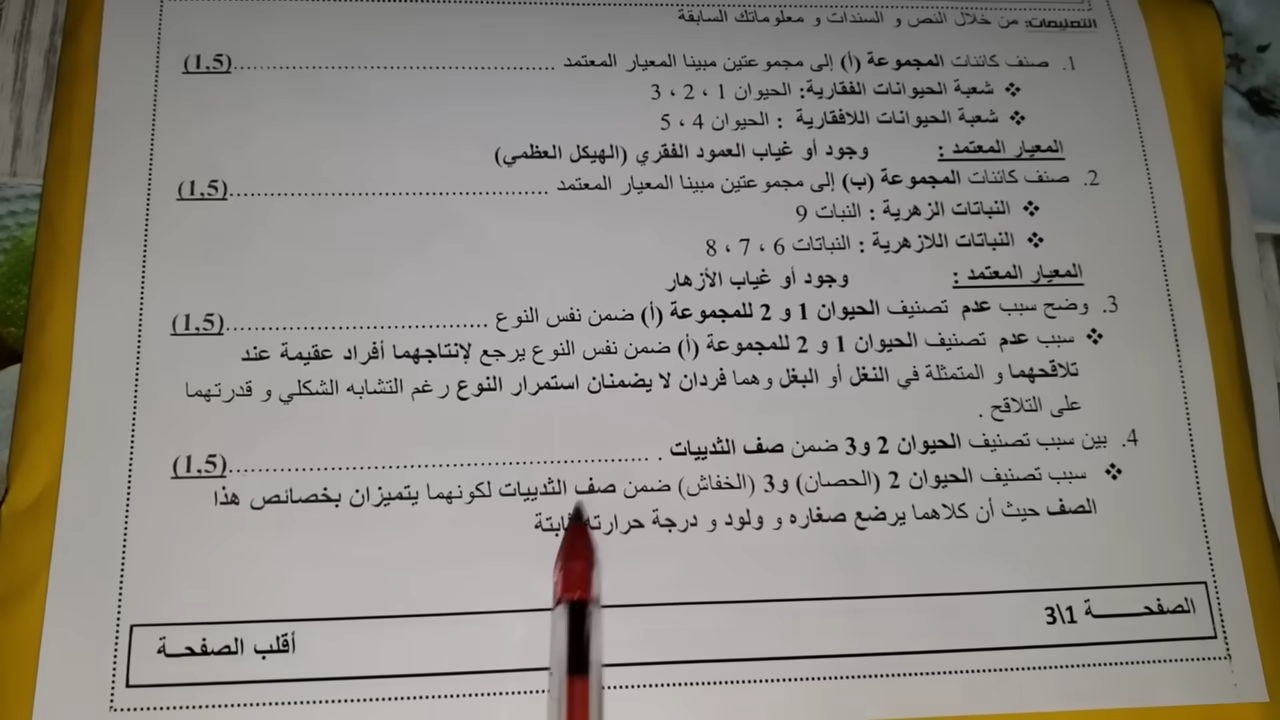 التعليمات: من خلال النص و السندات و معلوماتك السابقة
1. صنف كائنات المجموعة (أ) إلى مجموعتين مبينا المعيار المعتمد ......................................(1,5)
❖ شعبة الحيوانات الفقارية: الحيوان 1 ، 2 ، 3
❖ شعبة الحيوانات اللافقارية : الحيوان 4 ، 5
المعيار المعتمد : وجود أو غياب العمود الفقري (الهيكل العظمي)
2. صنف كائنات المجموعة (ب) إلى مجموعتين مبينا المعيار المعتمد ......................................(1,5)
❖ النباتات الزهرية : النبات 9
❖ النباتات اللازهرية : النباتات 6 ، 7 ، 8
المعيار المعتمد : وجود أو غياب الأزهار
3. وضح سبب عدم تصنيف الحيوان 1 و 2 للمجموعة (أ) ضمن نفس النوع ......................................(1,5)
❖ سبب عدم تصنيف الحيوان 1 و 2 للمجموعة (أ) ضمن نفس النوع يرجع لإنتاجهما أفراد عقيمة عند
تلاقحهما و المتمثلة في النغل أو البغل وهما فردان لا يضمنان استمرار النوع رغم التشابه الشكلي و قدرتهما
على التلاقح .
4. بين سبب تصنيف الحيوان 2 و3 ضمن صف الثدييات . ......................................(1,5)
❖ سبب تصنيف الحيوان 2 (الحصان) و3 (الخفاش) ضمن صف الثدييات لكونهما يتميزان بخصائص هذا
الصف حيث أن كلاهما يرضع صغاره و ولود و درجة حرارته ثابتة
الصفحـــــــة 1\3
أقلب الصفحـة